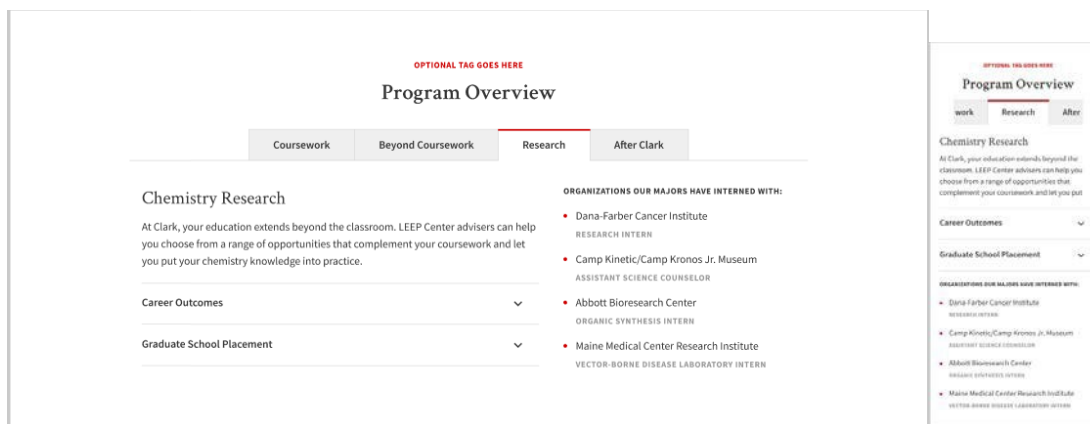 OPTIONAL TAG GOES HERE
Program Overview
Coursework
Beyond Coursework
Research
After Clark
Chemistry Research
At Clark, your education extends beyond the classroom. LEEP Center advisers can help
you choose from a range of opportunities that complement your coursework and let
you put your chemistry knowledge into practice.
Career Outcomes
Graduate School Placement
ORGANIZATIONS OUR MAJORS HAVE INTERNED WITH:
Dana-Farber Cancer Institute
RESEARCH INTERN
Camp Kinetic/Camp Kronos Jr. Museum
ASSISTANT SCIENCE COUNSELOR
Abbott Bioresearch Center
ORGANIC SYNTHESIS INTERN
Maine Medical Center Research Institute
VECTOR-BORNE DISEASE LABORATORY INTERN
OPTIONAL TAG GOES HERE
Program Overview
work
Research
After
Chemistry Research
At Clark, your education extends beyond the
classroom. LEEP Center advisers can help you
choose from a range of opportunities that
complement your coursework and let you put
Career Outcomes
Graduate School Placement
ORGANIZATIONS OUR MAJORS HAVE INTERNED WITH:
Dana-Farber Cancer Institute
RESEARCH INTERN
Camp Kinetic/Camp Kronos Jr. Museum
ASSISTANT SCIENCE COUNSELOR
Abbott Bioresearch Center
ORGANIC SYNTHESIS INTERN
Maine Medical Center Research Institute
VECTOR-BORNE DISEASE LABORATORY INTERN